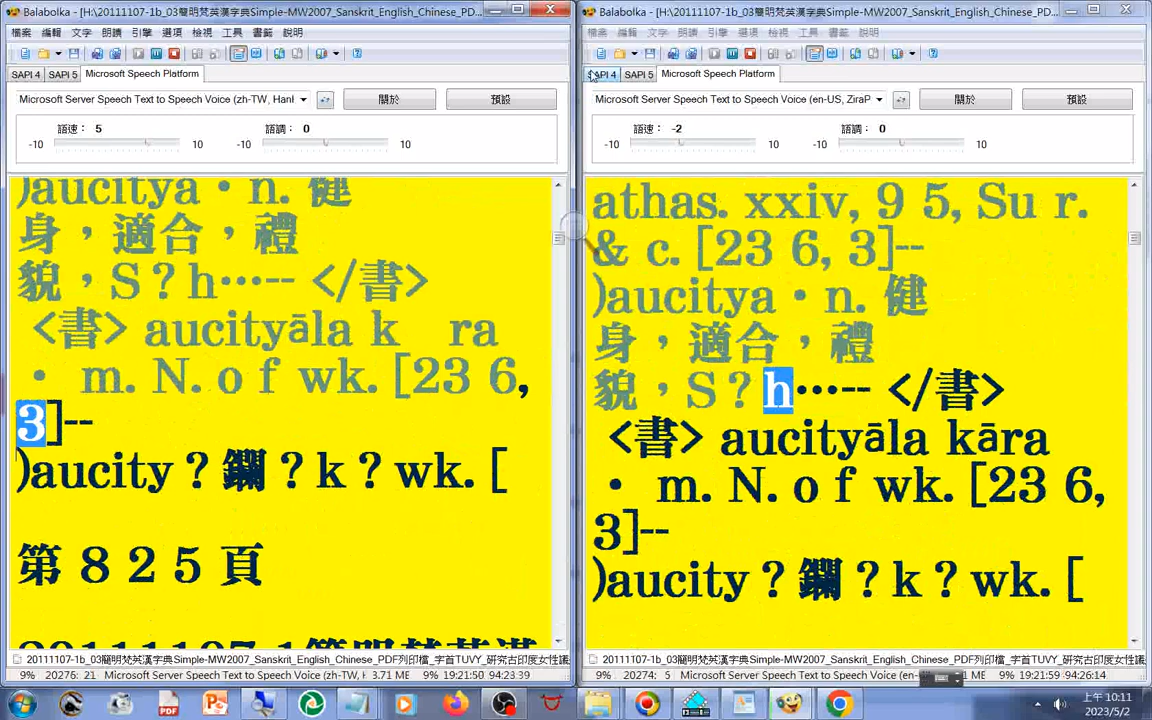 Balabolka - [H:\20111107-1b_03簡明梵英漢字典Simple-MW2007_Sanskrit_English_Chinese_PD...
檔案 編輯 文字 朗讀 引擎 選項 檢視 工具 書籤 說明
SAPI 4 SAPI 5 Microsoft Speech Platform
Microsoft Server Speech Text to Speech Voice (zh-TW, HanH
關於 預設
語速： 5 語調： 0
-10 10 -10 10
)aucitya‧n. 健
身，適合，禮
貌，S？h…-- </書>
<書> aucityāla k ra
‧ m. N. o f wk. [23 6,
3]--
)aucity？鑭？k？wk. [
第８２５頁
20111107-1簡明梵英漢
20111107-1b_03簡明梵英漢字典Simple-MW2007_Sanskrit_English_Chinese_PDF列印檔_字首TUVY_研究古印度女性議
9% 20276: 21 Microsoft Server Speech Text to Speech Voice (zh-TW, H 3.71 ME 9% 19:21:50 94:23:39
Balabolka - [H:\20111107-1b_03簡明梵英漢字典Simple-MW2007_Sanskrit_English_Chinese_PD...
檔案 編輯 文字 朗讀 引擎 選項 檢視 工具 書籤 說明
SAPI 4 SAPI 5 Microsoft Speech Platform
Microsoft Server Speech Text to Speech Voice (en-US, ZiraP
關於 預設
語速： -2 語調： 0
-10 10 -10 10
athas. xxiv, 9 5, Su r.
& c. [23 6, 3]--
)aucitya‧n. 健
身，適合，禮
貌，S？h…-- </書>
<書> aucityāla kāra
‧ m. N. o f wk. [23 6,
3]--
)aucity？鑭？k？wk. [
20111107-1b_03簡明梵英漢字典Simple-MW2007_Sanskrit_English_Chinese_PDF列印檔_字首TUVY_研究古印度女性議
9% 20274: 5 Microsoft Server Speech Text to Speech Voice (en- 1 ME 9% 19:21:59 94:26:14
上午 10:11
2023/5/2